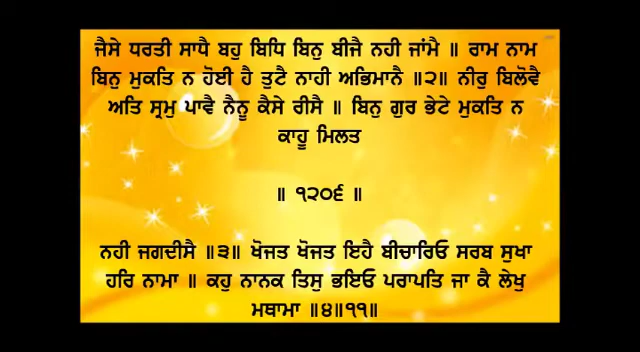 ਜੈਸੇ ਧਰਤੀ ਸਾਧੈ ਬਹੁ ਬਿਧਿ ਬਿਨੁ ਬੀਜੈ ਨਹੀ ਜਾਂਮੈ ॥ ਰਾਮ ਨਾਮ
ਬਿਨੁ ਮੁਕਤਿ ਨ ਹੋਈ ਹੈ ਤੁਟੈ ਨਾਹੀ ਅਭਿਮਾਨੈ ॥੨॥ ਨੀਰੁ ਬਿਲੋਵੈ
ਅਤਿ ਸ੍ਰਮੁ ਪਾਵੈ ਨੈਨੂ ਕੈਸੇ ਰੀਸੈ ॥ ਬਿਨੁ ਗੁਰ ਭੇਟੇ ਮੁਕਤਿ ਨ
ਕਾਹੂ ਮਿਲਤ
॥ ੧੨੦੬ ॥
ਨਹੀ ਜਗਦੀਸੈ ॥੩॥ ਖੋਜਤ ਖੋਜਤ ਇਹੈ ਬੀਚਾਰਿਓ ਸਰਬ ਸੁਖਾ
ਹਰਿ ਨਾਮਾ ॥ ਕਹੁ ਨਾਨਕ ਤਿਸੁ ਭਇਓ ਪਰਾਪਤਿ ਜਾ ਕੈ ਲੇਖੁ
ਮਥਾਮਾ ॥੪॥੧੧॥